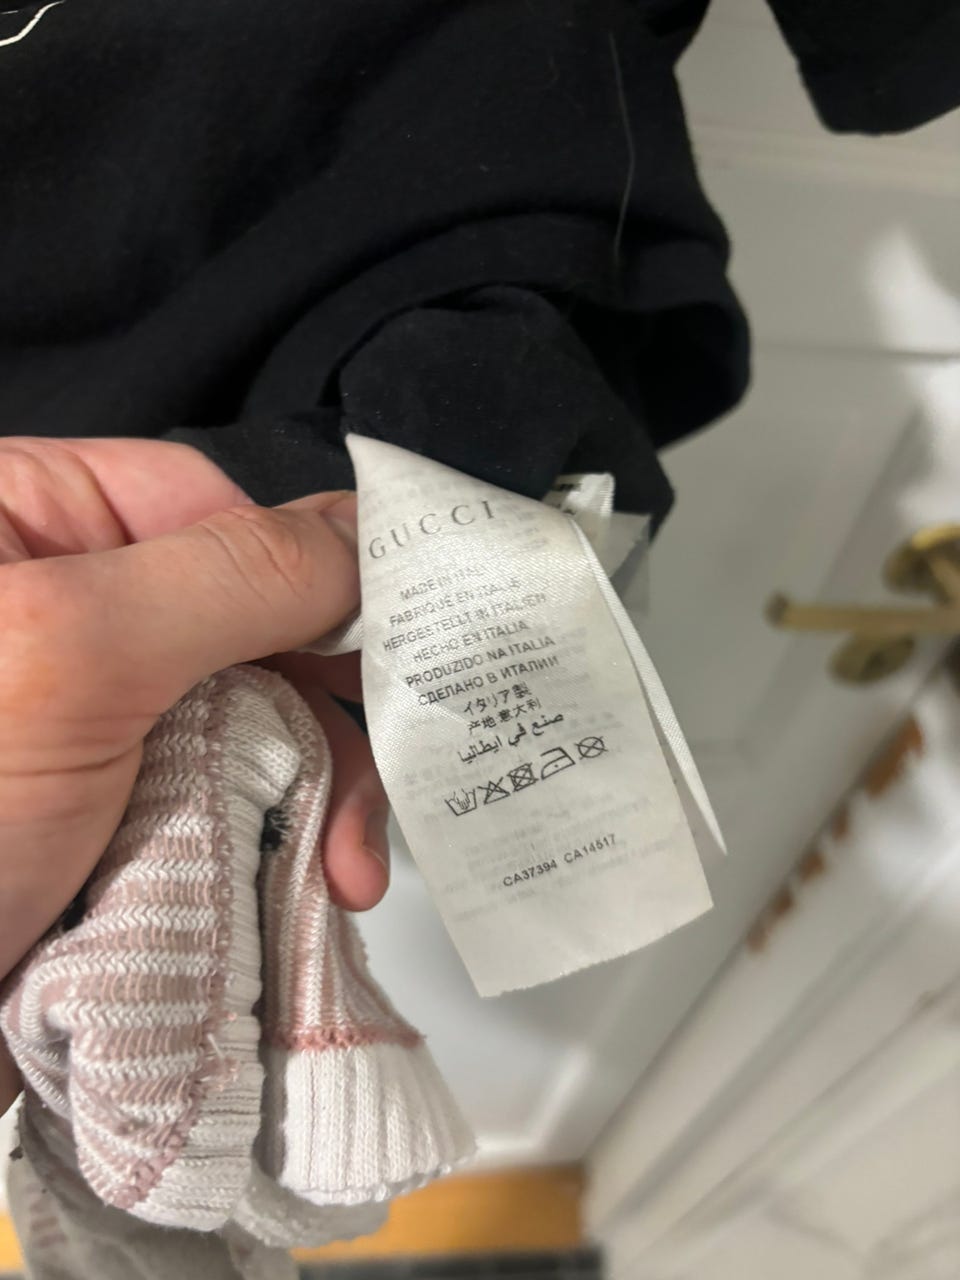 GUCCI
MADE IN ITALY
FABRIQUÉ EN ITALIE
HERGESTELLT IN ITALIEN
HECHO EN ITALIA
PRODUZIDO NA ITALIA
СДЕЛАНО В ИТАЛИИ
イタリア製
产地意大利
صنع في ايطاليا
CA37394 CA14517